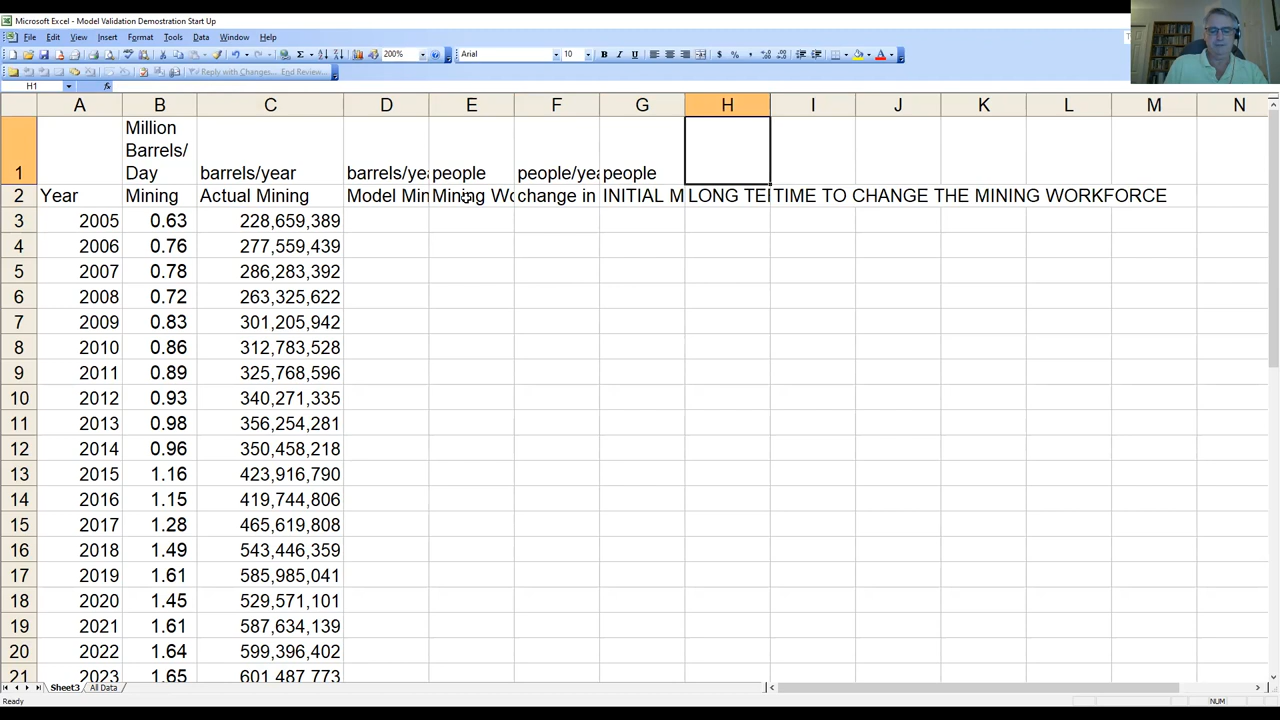 Microsoft Excel - Model Validation Demostration Start Up
File Edit View Insert Format Tools Data Window Help
200% Arial 10 B I U $ % ,
Reply with Changes... End Review...
H1 fx
A B C D E F G H I J K L M N
Million
Barrels/
1 Day barrels/year barrels/yea people people/yea people
2 Year Mining Actual Mining Model Min Mining Wo change in INITIAL M LONG TEI TIME TO CHANGE THE MINING WORKFORCE
3 2005 0.63 228,659,389
4 2006 0.76 277,559,439
5 2007 0.78 286,283,392
6 2008 0.72 263,325,622
7 2009 0.83 301,205,942
8 2010 0.86 312,783,528
9 2011 0.89 325,768,596
10 2012 0.93 340,271,335
11 2013 0.98 356,254,281
12 2014 0.96 350,458,218
13 2015 1.16 423,916,790
14 2016 1.15 419,744,806
15 2017 1.28 465,619,808
16 2018 1.49 543,446,359
17 2019 1.61 585,985,041
18 2020 1.45 529,571,101
19 2021 1.61 587,634,139
20 2022 1.64 599,396,402
21 2023 1.65 601,487,773
Sheet3 All Data
Ready NUM